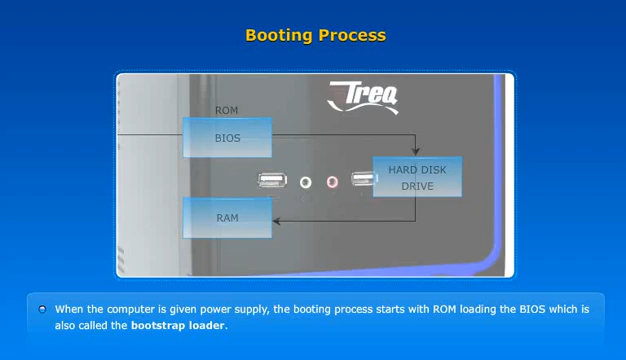 Booting Process
Treq
ROM
BIOS
HARD DISK
DRIVE
RAM
When the computer is given power supply, the booting process starts with ROM loading the BIOS which is
also called the bootstrap loader.